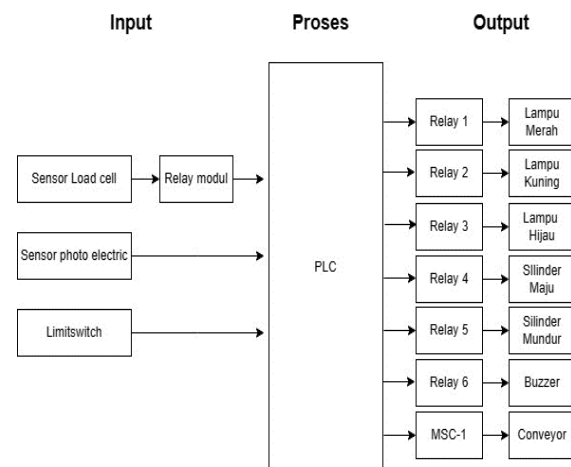 Input
Proses
Output
Sensor Load cell
Relay modul
Sensor photo electric
Limitswitch
PLC
Relay 1
Lampu
Merah
Relay 2
Lampu
Kuning
Relay 3
Lampu
Hijau
Relay 4
SIlinder
Maju
Relay 5
Silinder
Mundur
Relay 6
Buzzer
MSC-1
Conveyor